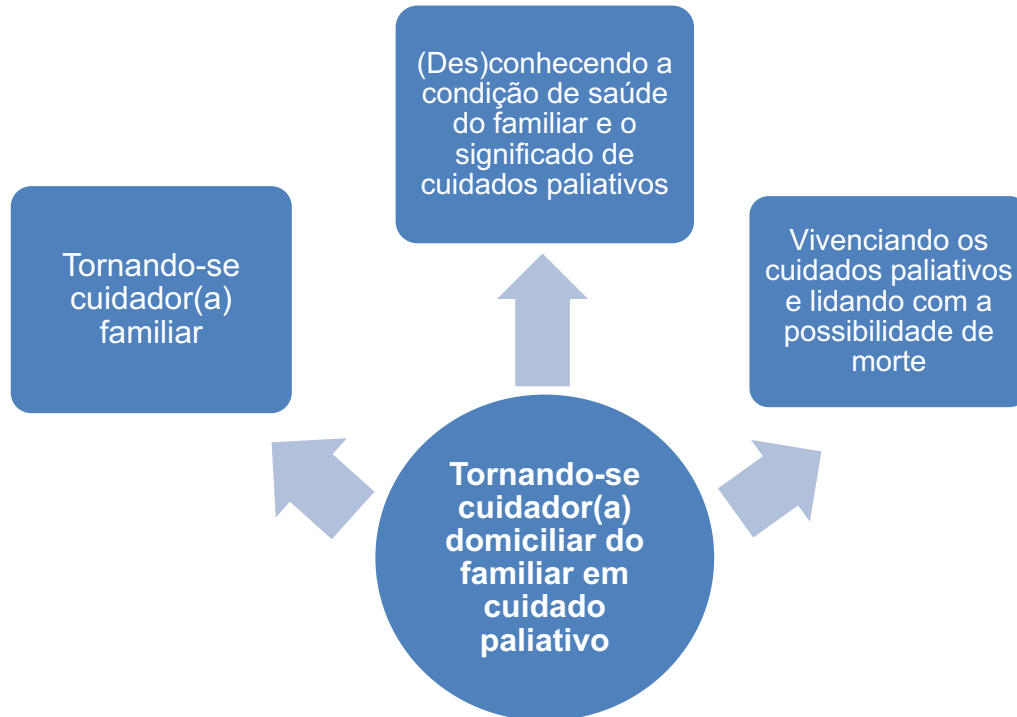 (Des)conhecendo a
condição de saúde
do familiar e o
significado de
cuidados paliativos
Tornando-se
cuidador(a)
familiar
Vivenciando os
cuidados paliativos
e lidando com a
possibilidade de
morte
Tornando-se
cuidador(a)
domiciliar do
familiar em
cuidado
paliativo